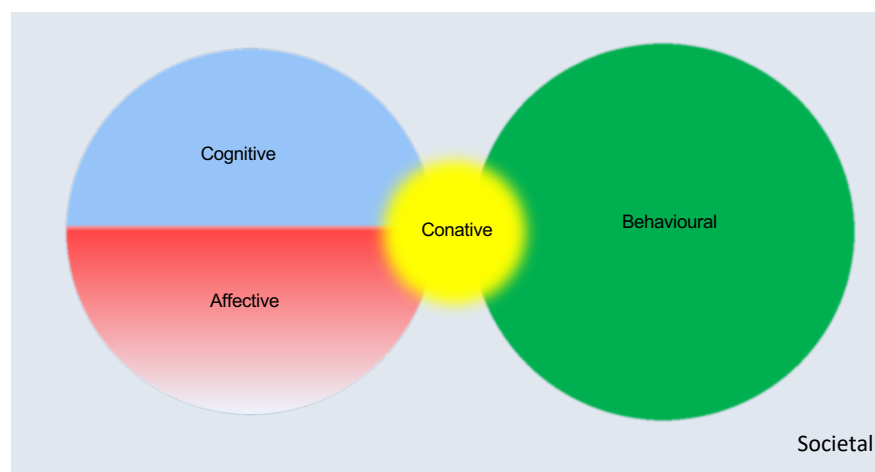 Cognitive
Conative
Behavioural
Affective
Societal